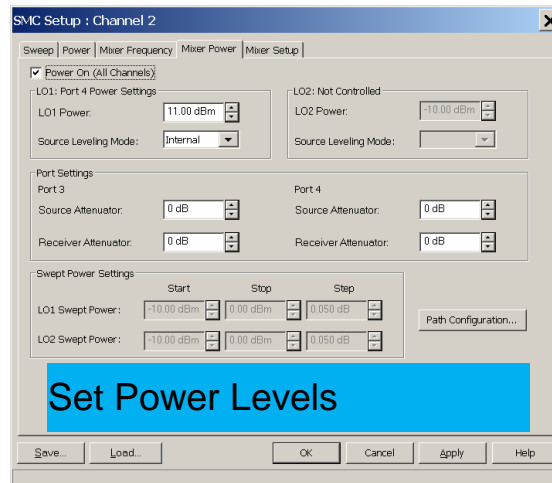 SMC Setup : Channel 2
Sweep Power Mixer Frequency Mixer Power Mixer Setup
Power On (All Channels)
LO1: Port 4 Power Settings
LO1 Power: 11.00 dBm
Source Leveling Mode: Internal
LO2: Not Controlled
LO2 Power: -10.00 dBm
Source Leveling Mode:
Port Settings
Port 3 Port 4
Source Attenuator: 0 dB Source Attenuator: 0 dB
Receiver Attenuator: 0 dB Receiver Attenuator: 0 dB
Swept Power Settings
Start Stop Step
LO1 Swept Power: -10.00 dBm 0.00 dBm 0.050 dB
LO2 Swept Power: -10.00 dBm 0.00 dBm 0.050 dB
Path Configuration...
Set Power Levels
Save... Load... OK Cancel Apply Help